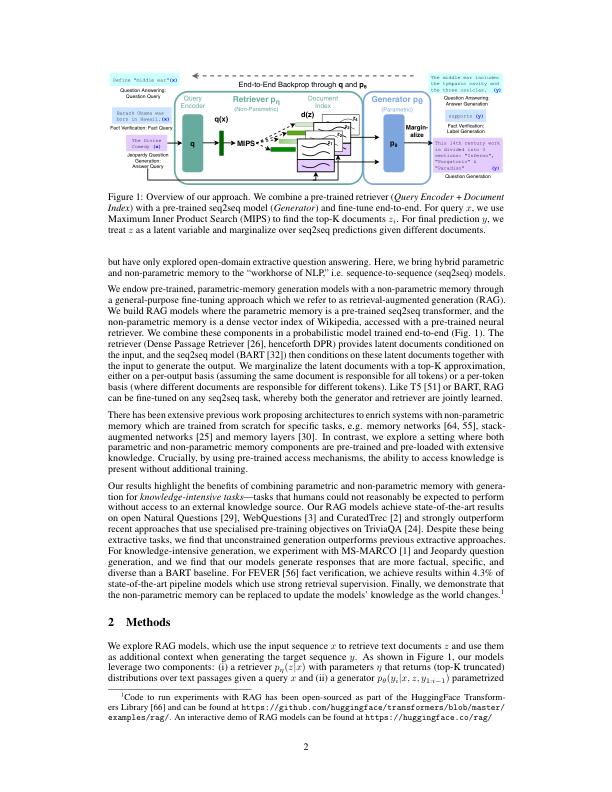 Define "middle ear"(x)
Question Answering:
Question Query
Barack Obama was
born in Hawaii.(x)
Fact Verification: Fact Query
The Divine
Comedy (x)
Jeopardy Question
Generation:
Answer Query
End-to-End Backprop through q and pθ
Query
Encoder
q(x)
q
Retriever pη
(Non-Parametric)
MIPS
Document
Index
d(z)
z4
z3
z2
z1
Generator pθ
(Parametric)
pθ
Margin-
alize
The middle ear includes
the tympanic cavity and
the three ossicles. (y)
Question Answering:
Answer Generation
supports (y)
Fact Verification:
Label Generation
This 14th century work
is divided into 3
sections: "Inferno",
"Purgatorio" &
"Paradiso" (y)
Question Generation
Figure 1: Overview of our approach. We combine a pre-trained retriever (Query Encoder + Document
Index) with a pre-trained seq2seq model (Generator) and fine-tune end-to-end. For query x, we use
Maximum Inner Product Search (MIPS) to find the top-K documents zi. For final prediction y, we
treat z as a latent variable and marginalize over seq2seq predictions given different documents.
but have only explored open-domain extractive question answering. Here, we bring hybrid parametric
and non-parametric memory to the “workhorse of NLP,” i.e. sequence-to-sequence (seq2seq) models.
We endow pre-trained, parametric-memory generation models with a non-parametric memory through
a general-purpose fine-tuning approach which we refer to as retrieval-augmented generation (RAG).
We build RAG models where the parametric memory is a pre-trained seq2seq transformer, and the
non-parametric memory is a dense vector index of Wikipedia, accessed with a pre-trained neural
retriever. We combine these components in a probabilistic model trained end-to-end (Fig. 1). The
retriever (Dense Passage Retriever [26], henceforth DPR) provides latent documents conditioned on
the input, and the seq2seq model (BART [32]) then conditions on these latent documents together with
the input to generate the output. We marginalize the latent documents with a top-K approximation,
either on a per-output basis (assuming the same document is responsible for all tokens) or a per-token
basis (where different documents are responsible for different tokens). Like T5 [51] or BART, RAG
can be fine-tuned on any seq2seq task, whereby both the generator and retriever are jointly learned.
There has been extensive previous work proposing architectures to enrich systems with non-parametric
memory which are trained from scratch for specific tasks, e.g. memory networks [64, 55], stack-
augmented networks [25] and memory layers [30]. In contrast, we explore a setting where both
parametric and non-parametric memory components are pre-trained and pre-loaded with extensive
knowledge. Crucially, by using pre-trained access mechanisms, the ability to access knowledge is
present without additional training.
Our results highlight the benefits of combining parametric and non-parametric memory with genera-
tion for knowledge-intensive tasks—tasks that humans could not reasonably be expected to perform
without access to an external knowledge source. Our RAG models achieve state-of-the-art results
on open Natural Questions [29], WebQuestions [3] and CuratedTrec [2] and strongly outperform
recent approaches that use specialised pre-training objectives on TriviaQA [24]. Despite these being
extractive tasks, we find that unconstrained generation outperforms previous extractive approaches.
For knowledge-intensive generation, we experiment with MS-MARCO [1] and Jeopardy question
generation, and we find that our models generate responses that are more factual, specific, and
diverse than a BART baseline. For FEVER [56] fact verification, we achieve results within 4.3% of
state-of-the-art pipeline models which use strong retrieval supervision. Finally, we demonstrate that
the non-parametric memory can be replaced to update the models’ knowledge as the world changes.1
2 Methods
We explore RAG models, which use the input sequence x to retrieve text documents z and use them
as additional context when generating the target sequence y. As shown in Figure 1, our models
leverage two components: (i) a retriever pη(z|x) with parameters η that returns (top-K truncated)
distributions over text passages given a query x and (ii) a generator pθ(yi|x, z, y1:i−1) parametrized
1Code to run experiments with RAG has been open-sourced as part of the HuggingFace Transform-
ers Library [66] and can be found at https://github.com/huggingface/transformers/blob/master/
examples/rag/. An interactive demo of RAG models can be found at https://huggingface.co/rag/
2